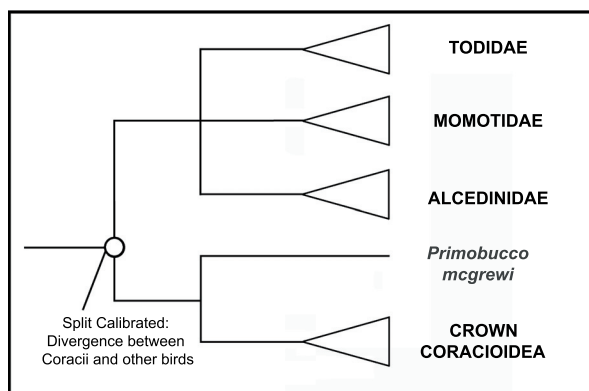 TODIDAE
MOMOTIDAE
ALCEDINIDAE
Primobucco
mcgrewi
Split Calibrated:
Divergence between
Coracii and other birds
CROWN
CORACIOIDEA